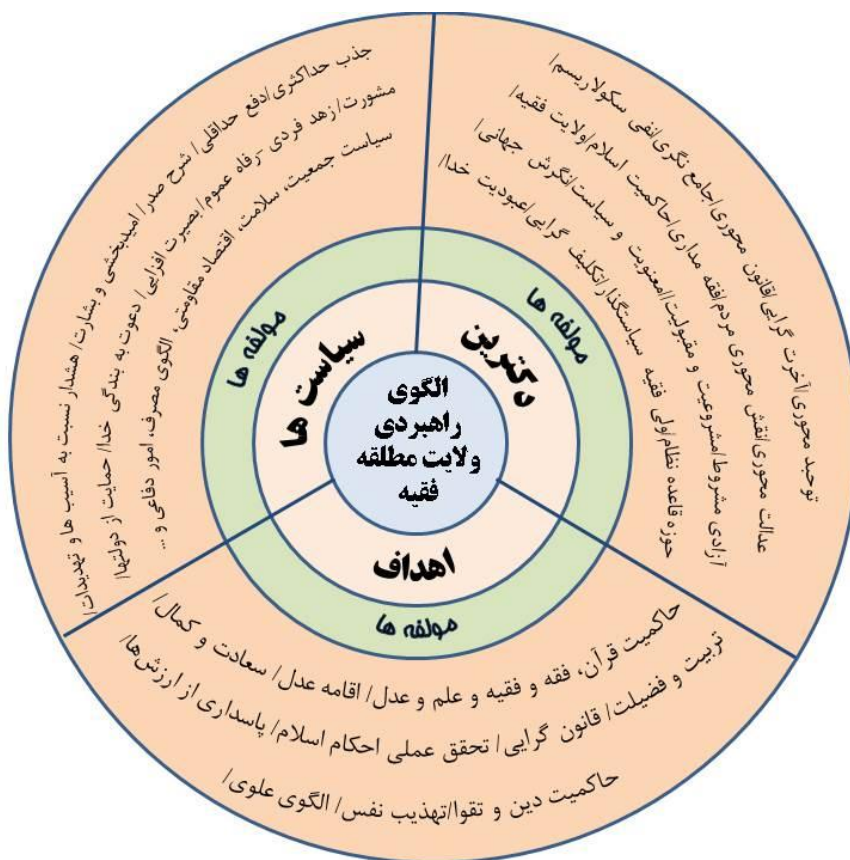 الگوی
راهبردی
ولایت مطلقه
فقیه
دکترین
مولفه ها
توحید محوری/آخرت گرایی/قانون محوری/جامع نگری/نفی سکولاریسم/
عدالت محوری/نقش محوری مردم/فقه مداری/حاکمیت اسلام/ولایت فقیه/
آزادی مشروط/مشروعیت و مقبولیت/معنویت و سیاست/نگرش جهانی/
حوزه قاعده نظام/ولی فقیه سیاستگذار/تکلیف گرایی/عبودیت خدا/
سیاست ها
مولفه ها
جذب حداکثری/دفع حداقلی/ شرح صدر/ امیدبخشی و بشارت/ هشدار نسبت به آسیب ها و تهدیدات/
مشورت/ زهد فردی -رفاه عموم/بصیرت افزایی/ دعوت به بندگی خدا/ حمایت از دولتها/
سیاست جمعیت، سلامت، اقتصاد مقاومتی، الگوی مصرف، امور دفاعی و ...
اهداف
مولفه ها
حاکمیت قرآن، فقه و فقیه و علم و عدل/ اقامه عدل/ سعادت و کمال/
تربیت و فضیلت/ قانون گرایی/ تحقق عملی احکام اسلام/ پاسداری از ارزش‌ها/
حاکمیت دین و تقوا/تهذیب نفس/ الگوی علوی/